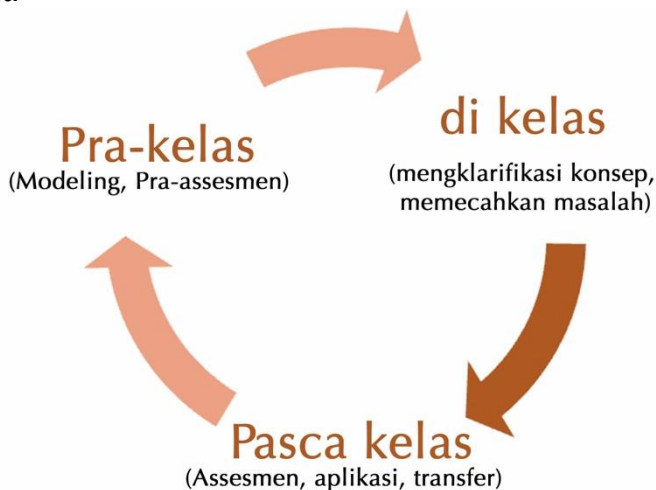 Pra-kelas
(Modeling, Pra-assesmen)
di kelas
(mengklarifikasi konsep,
memecahkan masalah)
Pasca kelas
(Assesmen, aplikasi, transfer)